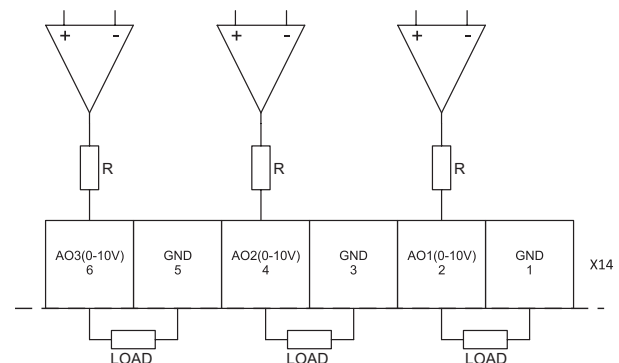 + - + - + -
R R R
AO3(0-10V) GND AO2(0-10V) GND AO1(0-10V) GND
6 5 4 3 2 1
X14
LOAD LOAD LOAD